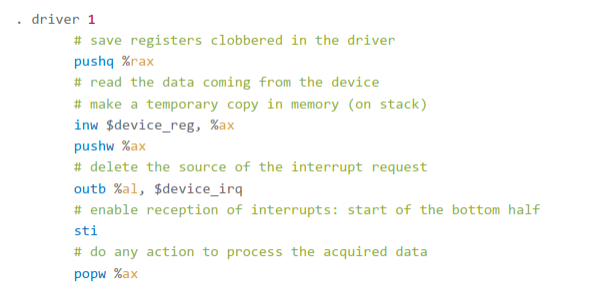 . driver 1
# save registers clobbered in the driver
pushq %rax
# read the data coming from the device
# make a temporary copy in memory (on stack)
inw $device_reg, %ax
pushw %ax
# delete the source of the interrupt request
outb %al, $device_irq
# enable reception of interrupts: start of the bottom half
sti
# do any action to process the acquired data
popw %ax